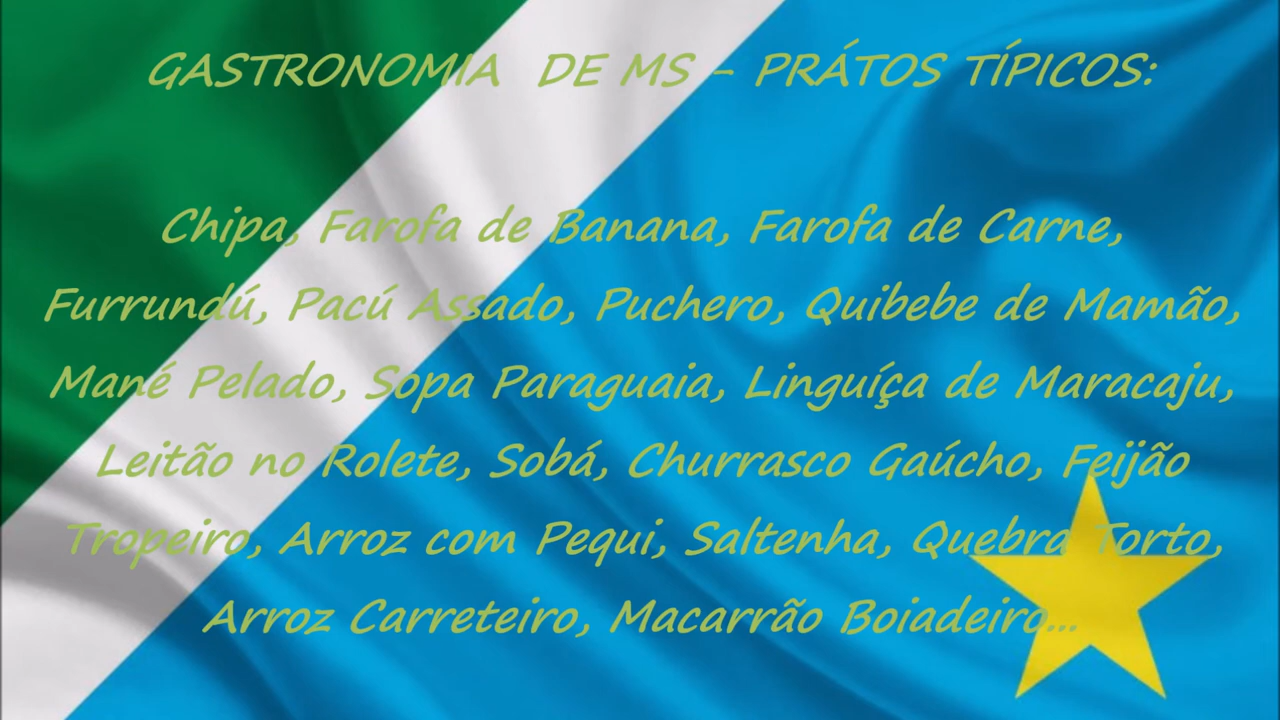 GASTRONOMIA DE MS – PRÁTOS TÍPICOS:
Chipa, Farofa de Banana, Farofa de Carne,
Furrundú, Pacú Assado, Puchero, Quibebe de Mamão,
Mané Pelado, Sopa Paraguaia, Linguíça de Maracaju,
Leitão no Rolete, Sobá, Churrasco Gaúcho, Feijão
Tropeiro, Arroz com Pequi, Saltenha, Quebra Torto,
Arroz Carreteiro, Macarrão Boiadeiro...